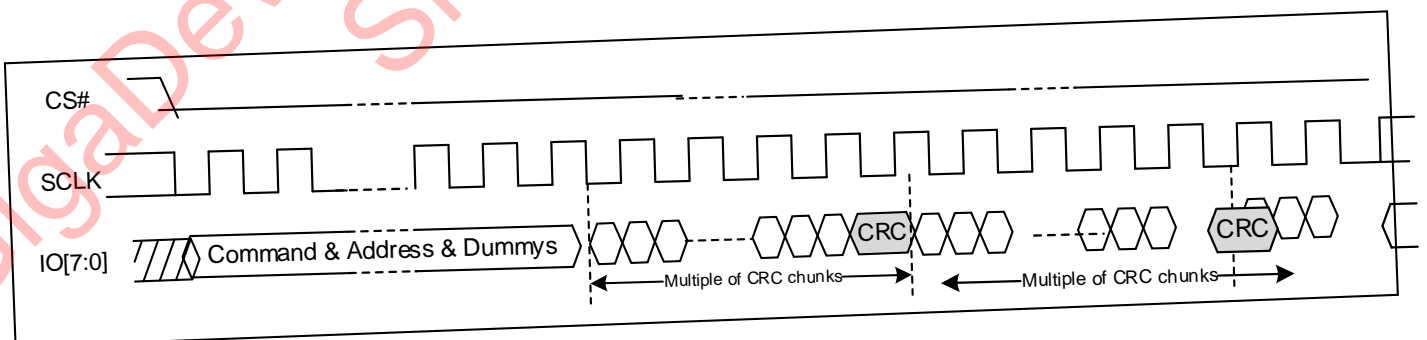 CS#
SCLK
IO[7:0]
Command & Address & Dummys
CRC
CRC
Multiple of CRC chunks
Multiple of CRC chunks